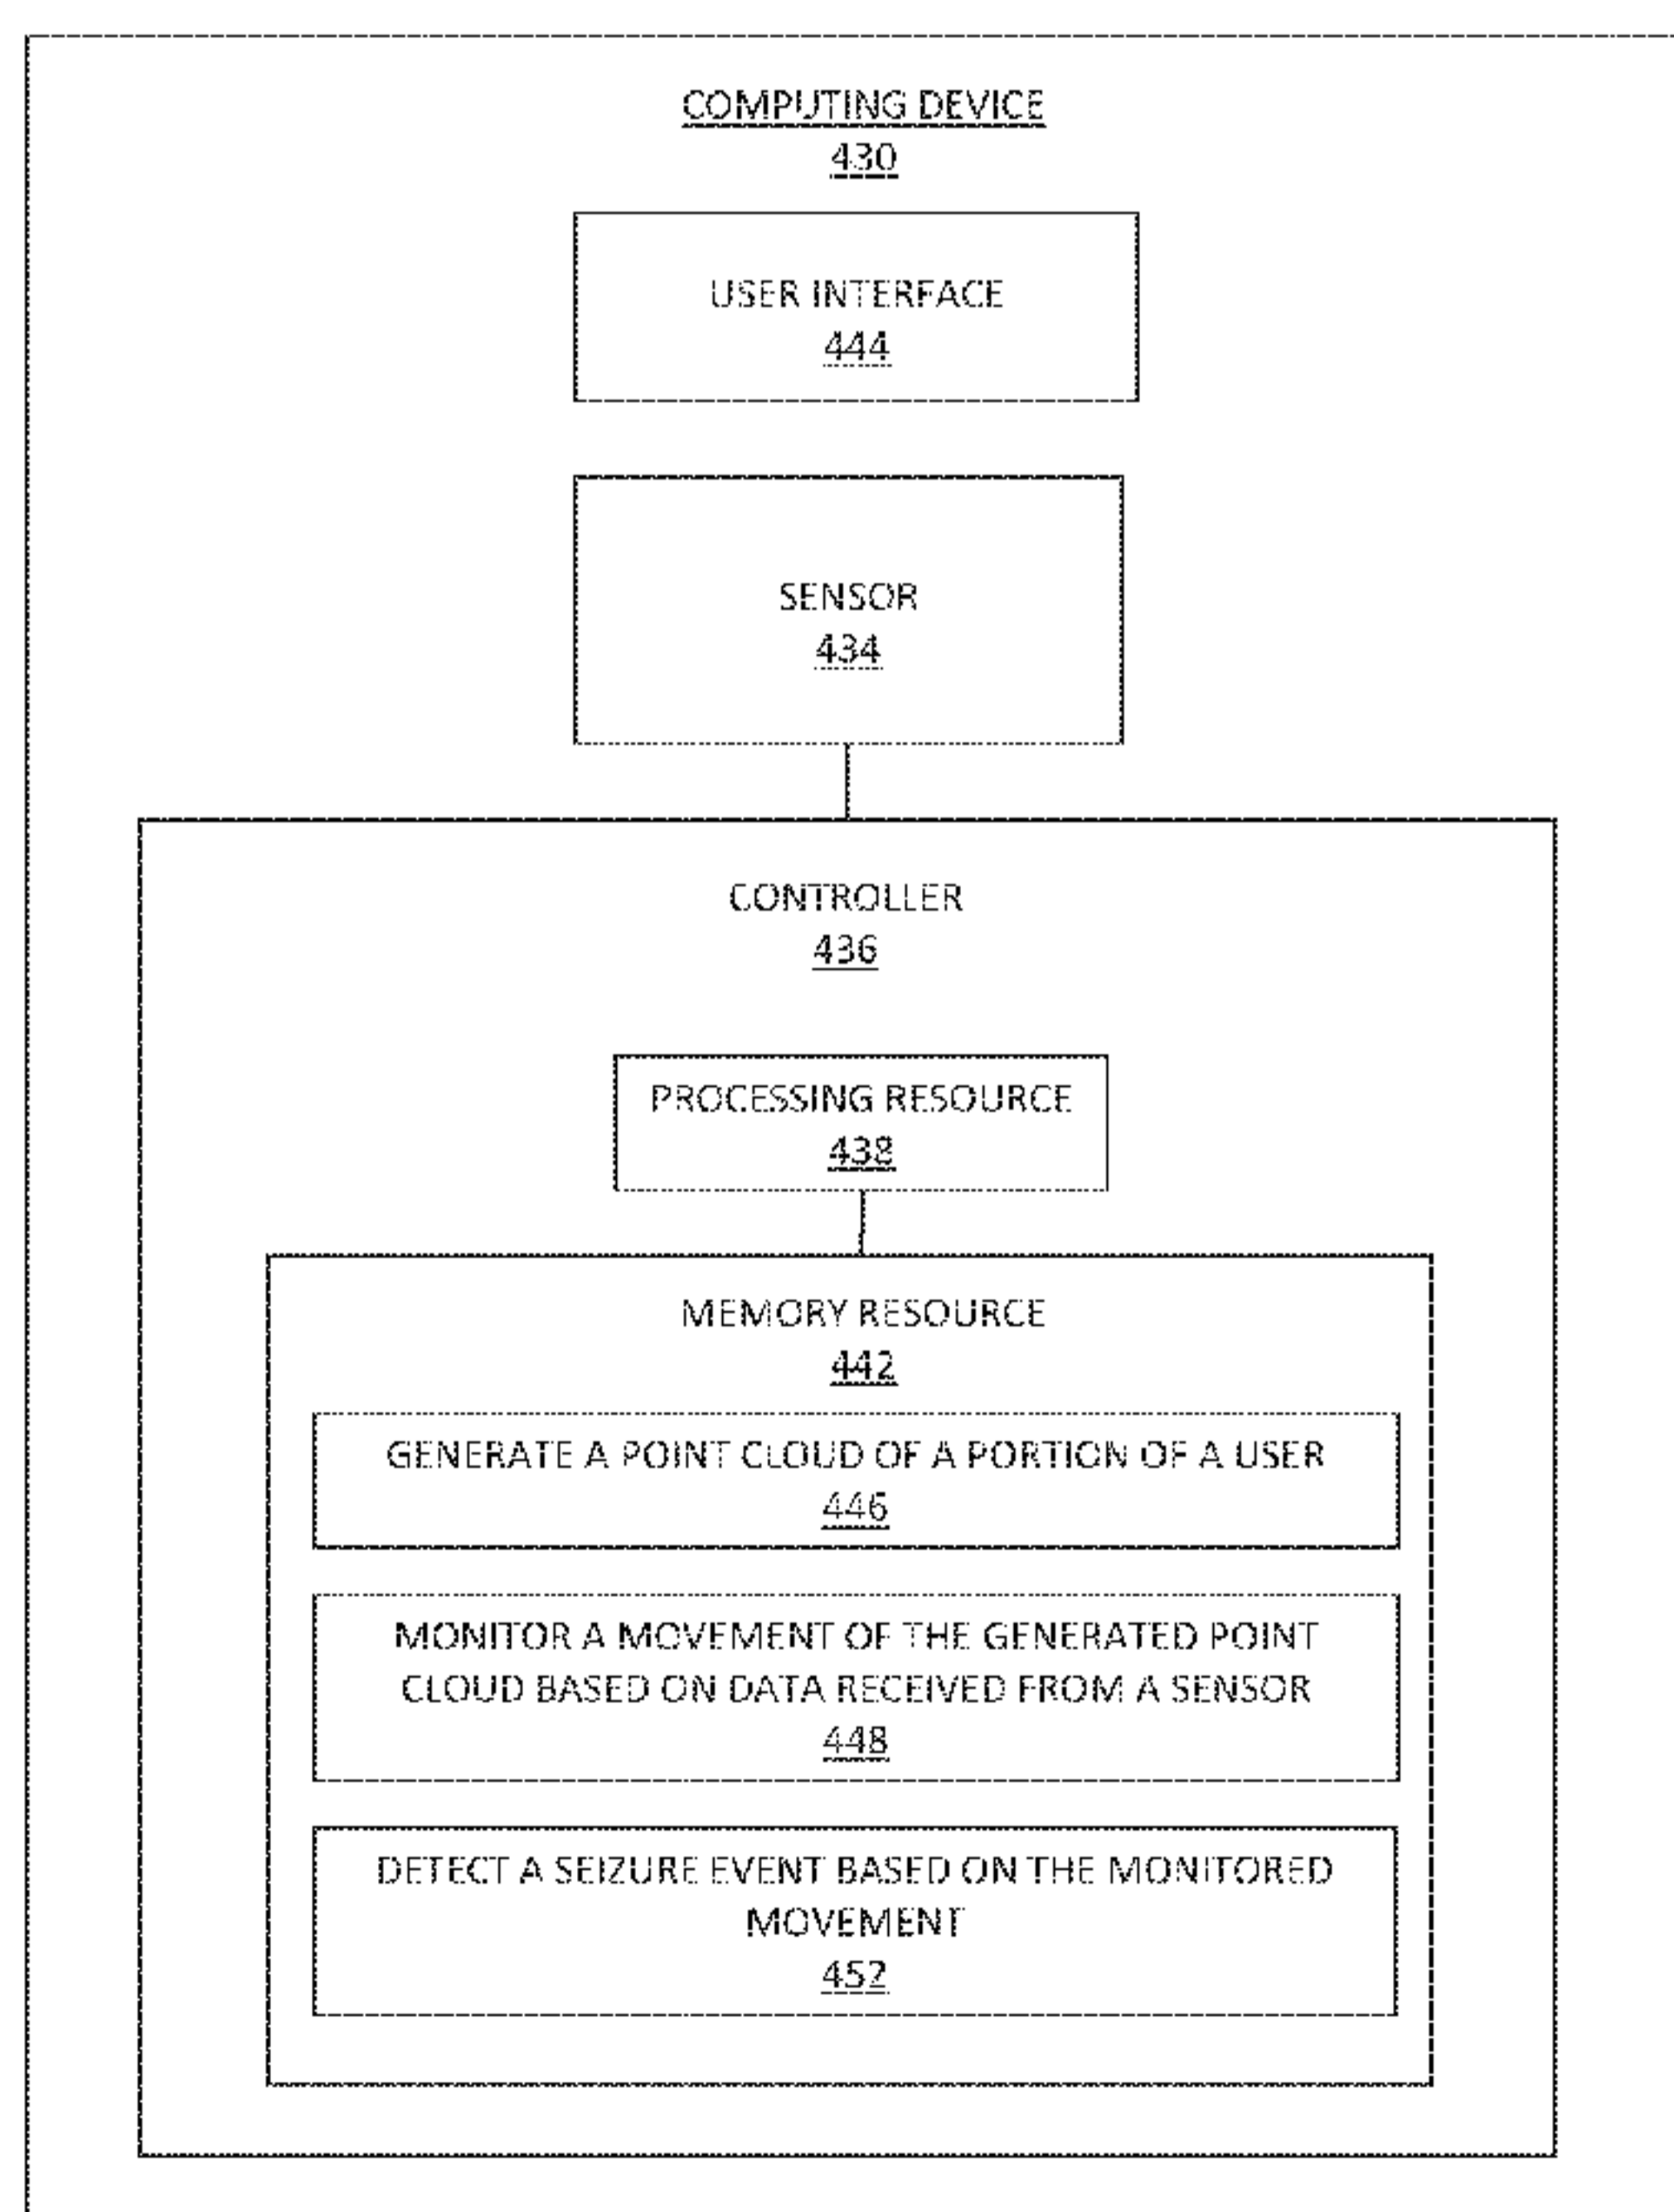 COMPUTING DEVICE
430
USER INTERFACE
444
SENSOR
434
CONTROLLER
436
PROCESSING RESOURCE
438
MEMORY RESOURCE
442
GENERATE A POINT CLOUD OF A PORTION OF A USER
446
MONITOR A MOVEMENT OF THE GENERATED POINT
CLOUD BASED ON DATA RECEIVED FROM A SENSOR
448
DETECT A SEIZURE EVENT BASED ON THE MONITORED
MOVEMENT
452